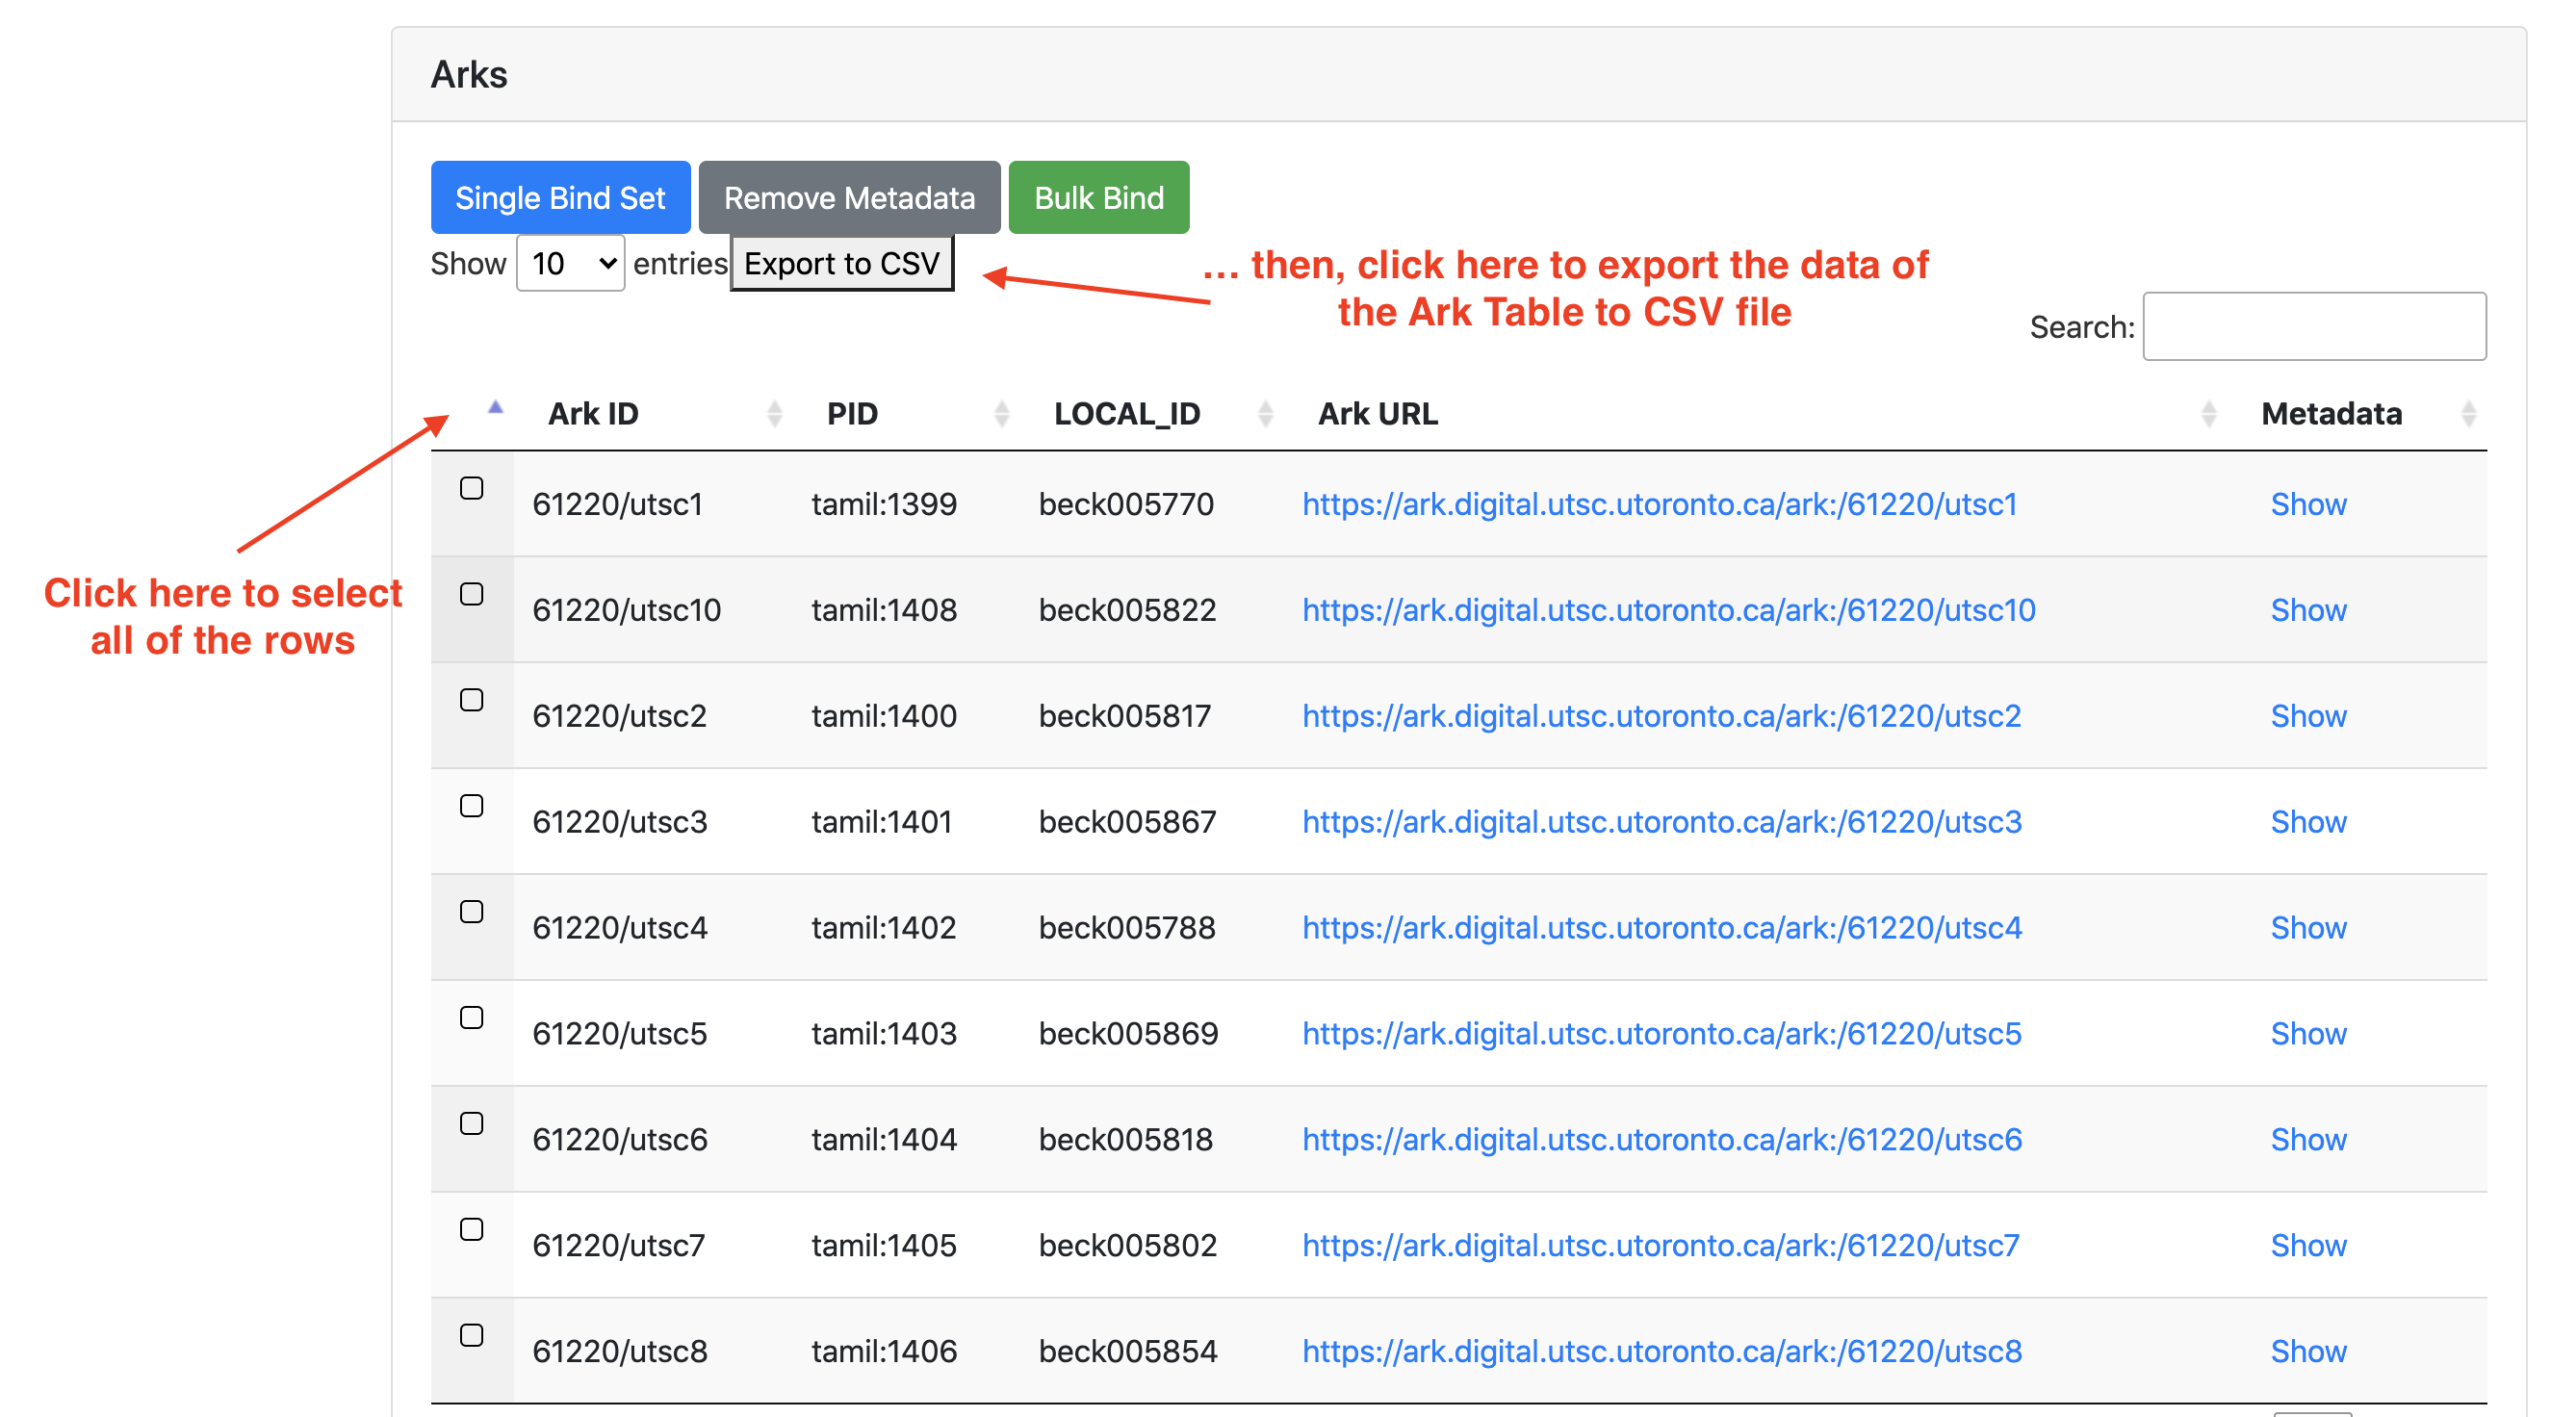 Arks
Single Bind Set Remove Metadata Bulk Bind
Show 10 entries Export to CSV
... then, click here to export the data of
the Ark Table to CSV file
Search:
Ark ID PID LOCAL_ID Ark URL Metadata
61220/utsc1 tamil:1399 beck005770 https://ark.digital.utsc.utoronto.ca/ark:/61220/utsc1 Show
Click here to select
all of the rows
61220/utsc10 tamil:1408 beck005822 https://ark.digital.utsc.utoronto.ca/ark:/61220/utsc10 Show
61220/utsc2 tamil:1400 beck005817 https://ark.digital.utsc.utoronto.ca/ark:/61220/utsc2 Show
61220/utsc3 tamil:1401 beck005867 https://ark.digital.utsc.utoronto.ca/ark:/61220/utsc3 Show
61220/utsc4 tamil:1402 beck005788 https://ark.digital.utsc.utoronto.ca/ark:/61220/utsc4 Show
61220/utsc5 tamil:1403 beck005869 https://ark.digital.utsc.utoronto.ca/ark:/61220/utsc5 Show
61220/utsc6 tamil:1404 beck005818 https://ark.digital.utsc.utoronto.ca/ark:/61220/utsc6 Show
61220/utsc7 tamil:1405 beck005802 https://ark.digital.utsc.utoronto.ca/ark:/61220/utsc7 Show
61220/utsc8 tamil:1406 beck005854 https://ark.digital.utsc.utoronto.ca/ark:/61220/utsc8 Show